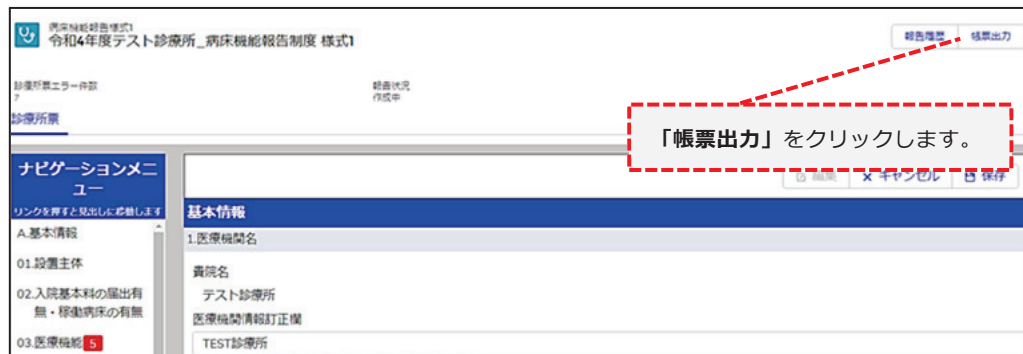 病床機能報告様式1
令和4年度テスト診療所_病床機能報告制度 様式1
報告履歴 帳票出力
診療所票エラー件数 報告状況
7 作成中
診療所票
「帳票出力」をクリックします。
ナビゲーションメニ
ュー
リンクを押すと見出しに移動します
編集 × キャンセル 保存
基本情報
A.基本情報
1.医療機関名
01.設置主体
貴院名
02.入院基本料の届出有
無・稼働病床の有無
テスト診療所
医療機関情報訂正欄
03.医療機能 5
TEST診療所